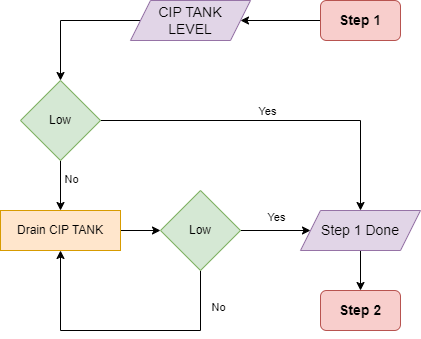 CIP TANK
LEVEL
Step 1
Low
Yes
No
Drain CIP TANK
Low
Yes
Step 1 Done
No
Step 2